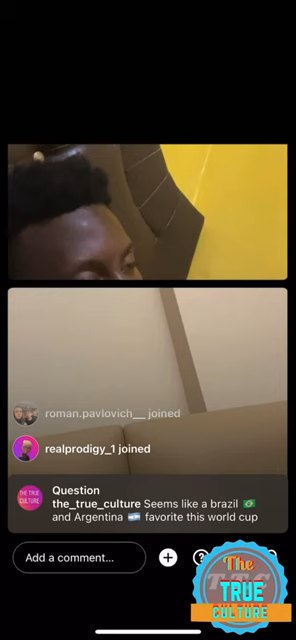 roman.pavlovich__ joined
realprodigy_1 joined
THE TRUE
CULTURE
Question
the_true_culture Seems like a brazil 🇧🇷
and Argentina 🇦🇷 favorite this world cup
Add a comment...
The
TRUE
CULTURE